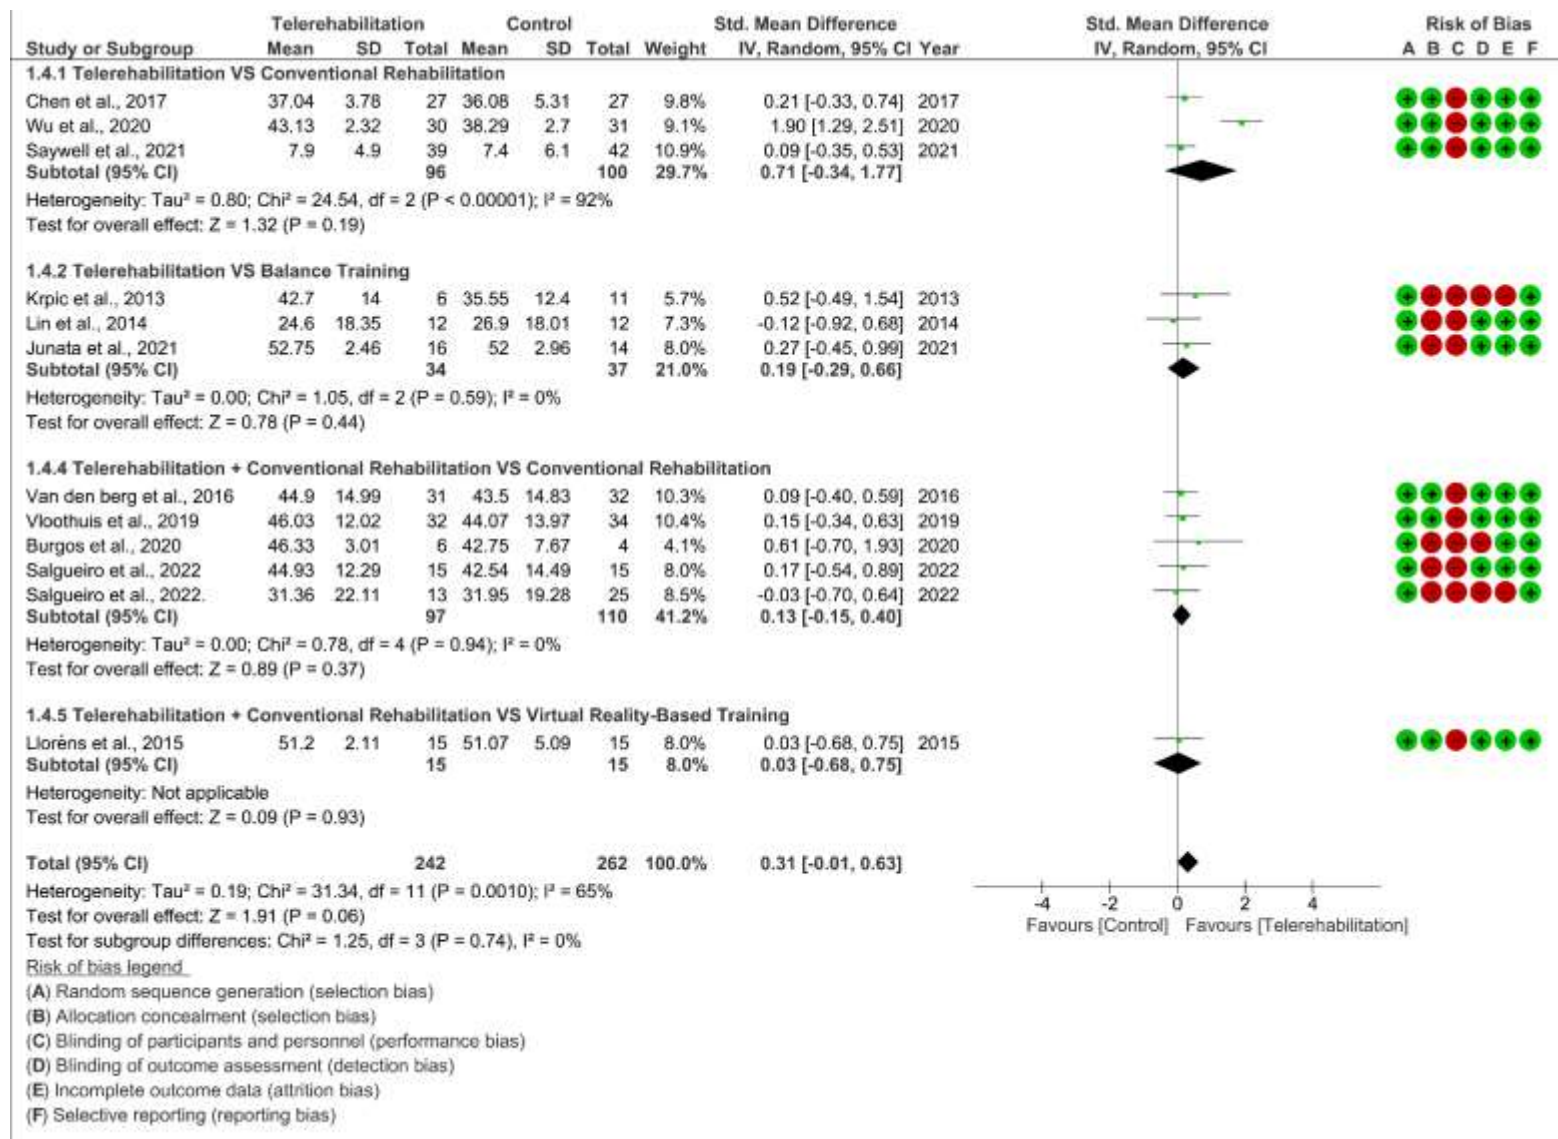 Telerehabilitation Control Std. Mean Difference Std. Mean Difference Risk of Bias
Study or Subgroup Mean SD Total Mean SD Total Weight IV, Random, 95% CI Year IV, Random, 95% CI A B C D E F
1.4.1 Telerehabilitation VS Conventional Rehabilitation
Chen et al., 2017 37.04 3.78 27 36.08 5.31 27 9.8% 0.21 [-0.33, 0.74] 2017
Wu et al., 2020 43.13 2.32 30 38.29 2.7 31 9.1% 1.90 [1.29, 2.51] 2020
Saywell et al., 2021 7.9 4.9 39 7.4 6.1 42 10.9% 0.09 [-0.35, 0.53] 2021
Subtotal (95% CI) 96 100 29.7% 0.71 [-0.34, 1.77]
Heterogeneity: Tau² = 0.80; Chi² = 24.54, df = 2 (P < 0.00001); I² = 92%
Test for overall effect: Z = 1.32 (P = 0.19)
1.4.2 Telerehabilitation VS Balance Training
Krpic et al., 2013 42.7 14 6 35.55 12.4 11 5.7% 0.52 [-0.49, 1.54] 2013
Lin et al., 2014 24.6 18.35 12 26.9 18.01 12 7.3% -0.12 [-0.92, 0.68] 2014
Junata et al., 2021 52.75 2.46 16 52 2.96 14 8.0% 0.27 [-0.45, 0.99] 2021
Subtotal (95% CI) 34 37 21.0% 0.19 [-0.29, 0.66]
Heterogeneity: Tau² = 0.00; Chi² = 1.05, df = 2 (P = 0.59); I² = 0%
Test for overall effect: Z = 0.78 (P = 0.44)
1.4.4 Telerehabilitation + Conventional Rehabilitation VS Conventional Rehabilitation
Van den berg et al., 2016 44.9 14.99 31 43.5 14.83 32 10.3% 0.09 [-0.40, 0.59] 2016
Vloothuis et al., 2019 46.03 12.02 32 44.07 13.97 34 10.4% 0.15 [-0.34, 0.63] 2019
Burgos et al., 2020 46.33 3.01 6 42.75 7.67 4 4.1% 0.61 [-0.70, 1.93] 2020
Salgueiro et al., 2022 44.93 12.29 15 42.54 14.49 15 8.0% 0.17 [-0.54, 0.89] 2022
Salgueiro et al., 2022. 31.36 22.11 13 31.95 19.28 25 8.5% -0.03 [-0.70, 0.64] 2022
Subtotal (95% CI) 97 110 41.2% 0.13 [-0.15, 0.40]
Heterogeneity: Tau² = 0.00; Chi² = 0.78, df = 4 (P = 0.94); I² = 0%
Test for overall effect: Z = 0.89 (P = 0.37)
1.4.5 Telerehabilitation + Conventional Rehabilitation VS Virtual Reality-Based Training
Lloréns et al., 2015 51.2 2.11 15 51.07 5.09 15 8.0% 0.03 [-0.68, 0.75] 2015
Subtotal (95% CI) 15 15 8.0% 0.03 [-0.68, 0.75]
Heterogeneity: Not applicable
Test for overall effect: Z = 0.09 (P = 0.93)
Total (95% CI) 242 262 100.0% 0.31 [-0.01, 0.63]
Heterogeneity: Tau² = 0.19; Chi² = 31.34, df = 11 (P = 0.0010); I² = 65%
Test for overall effect: Z = 1.91 (P = 0.06)
Test for subgroup differences: Chi² = 1.25, df = 3 (P = 0.74), I² = 0%
-4 -2 0 2 4
Favours [Control] Favours [Telerehabilitation]
Risk of bias legend
(A) Random sequence generation (selection bias)
(B) Allocation concealment (selection bias)
(C) Blinding of participants and personnel (performance bias)
(D) Blinding of outcome assessment (detection bias)
(E) Incomplete outcome data (attrition bias)
(F) Selective reporting (reporting bias)